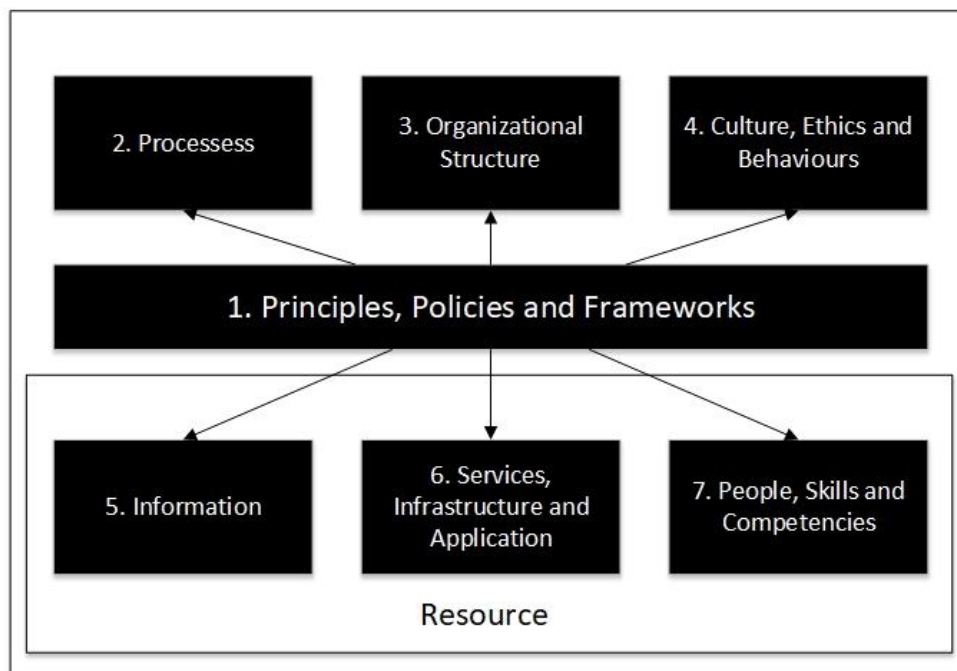 2. Processess
3. Organizational
Structure
4. Culture, Ethics and
Behaviours
1. Principles, Policies and Frameworks
5. Information
6. Services,
Infrastructure and
Application
7. People, Skills and
Competencies
Resource